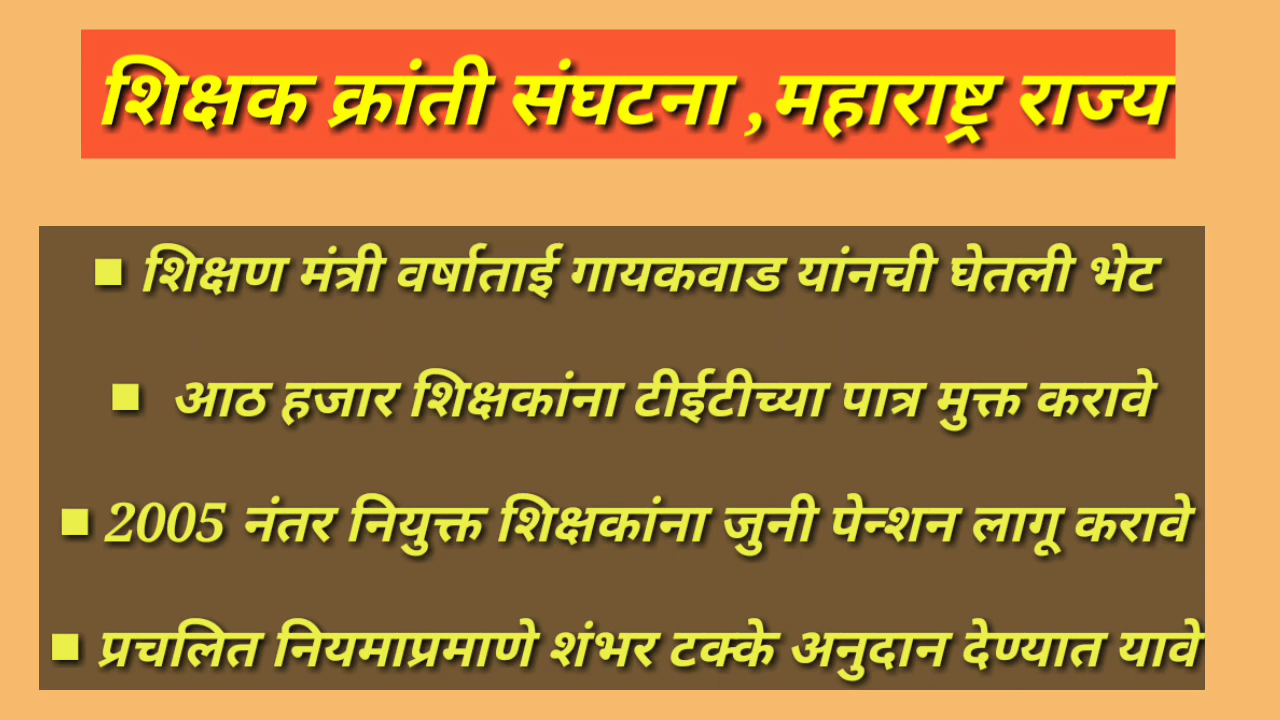 शिक्षक क्रांती संघटना ,महाराष्ट्र राज्य
■ शिक्षण मंत्री वर्षाताई गायकवाड यांनची घेतली भेट
■ आठ हजार शिक्षकांना टीईटीच्या पात्र मुक्त करावे
■ 2005 नंतर नियुक्त शिक्षकांना जुनी पेन्शन लागू करावे
■ प्रचलित नियमाप्रमाणे शंभर टक्के अनुदान देण्यात यावे